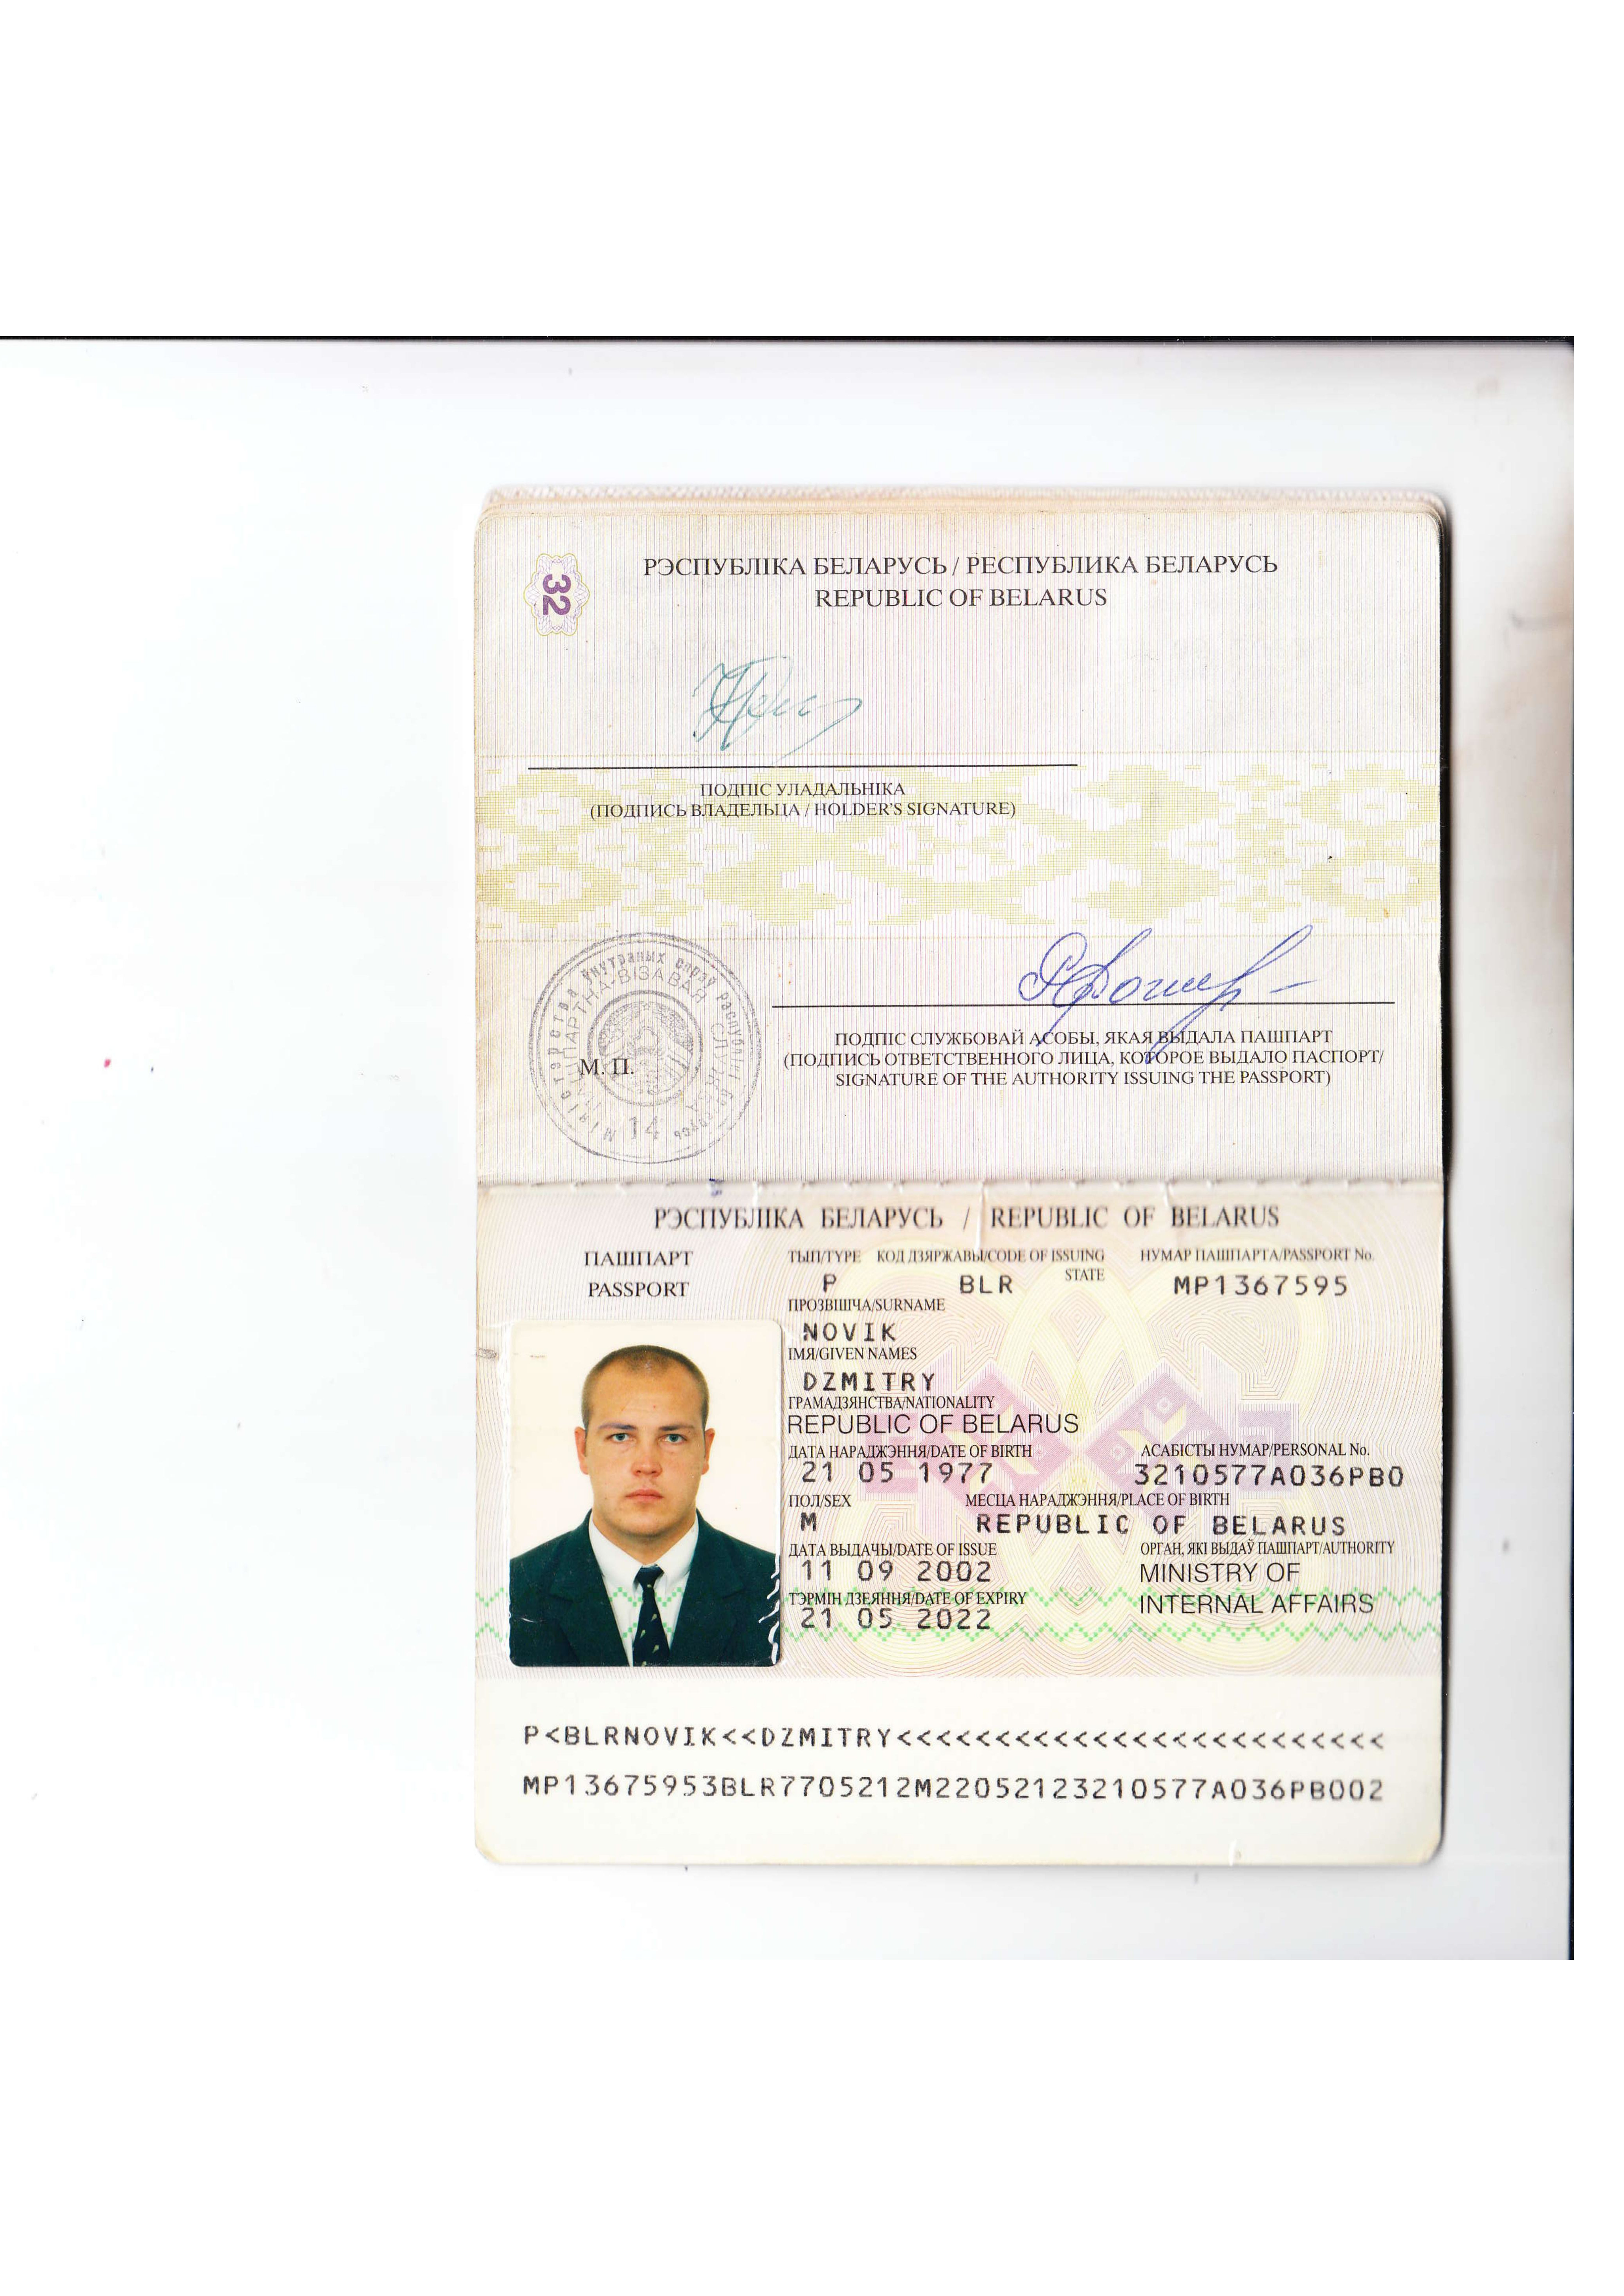 32
РЭСПУБЛІКА БЕЛАРУСЬ / РЕСПУБЛИКА БЕЛАРУСЬ
REPUBLIC OF BELARUS
ПОДПІС УЛАДАЛЬНІКА
(ПОДПИСЬ ВЛАДЕЛЬЦА / HOLDER'S SIGNATURE)
Міністэрства ўнутраных спраў Рэспублікі Беларусь
ПАШПАРТНА-ВІЗАВАЯ СЛУЖБА
М. П.
14
ПОДПІС СЛУЖБОВАЙ АСОБЫ, ЯКАЯ ВЫДАЛА ПАШПАРТ
(ПОДПИСЬ ОТВЕТСТВЕННОГО ЛИЦА, КОТОРОЕ ВЫДАЛО ПАСПОРТ/
SIGNATURE OF THE AUTHORITY ISSUING THE PASSPORT)
РЭСПУБЛІКА БЕЛАРУСЬ / REPUBLIC OF BELARUS
ПАШПАРТ
PASSPORT
ТЫП/TYPE КОД ДЗЯРЖАВЫ/CODE OF ISSUING STATE НУМАР ПАШПАРТА/PASSPORT No.
P BLR MP1367595
ПРОЗВІШЧА/SURNAME
NOVIK
ІМЯ/GIVEN NAMES
DZMITRY
ГРАМАДЗЯНСТВА/NATIONALITY
REPUBLIC OF BELARUS
ДАТА НАРАДЖЭННЯ/DATE OF BIRTH АСАБІСТЫ НУМАР/PERSONAL No.
21 05 1977 3210577A036PB0
ПОЛ/SEX МЕСЦА НАРАДЖЭННЯ/PLACE OF BIRTH
M REPUBLIC OF BELARUS
ДАТА ВЫДАЧЫ/DATE OF ISSUE ОРГАН, ЯКІ ВЫДАЎ ПАШПАРТ/AUTHORITY
11 09 2002 MINISTRY OF
ТЭРМІН ДЗЕЯННЯ/DATE OF EXPIRY INTERNAL AFFAIRS
21 05 2022
P<BLRNOVIK<<DZMITRY<<<<<<<<<<<<<<<<<<<<<<<<<
MP13675953BLR7705212M22052123210577A036PB002